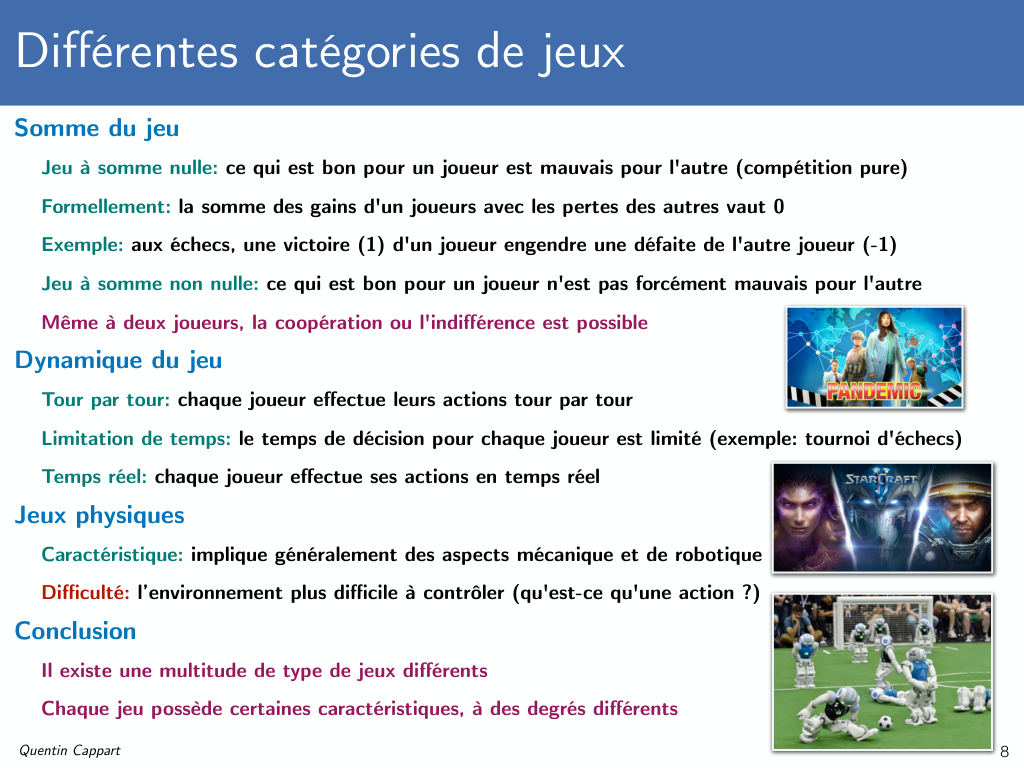 Différentes catégories de jeux
Somme du jeu
Jeu à somme nulle: ce qui est bon pour un joueur est mauvais pour l'autre (compétition pure)
Formellement: la somme des gains d'un joueurs avec les pertes des autres vaut 0
Exemple: aux échecs, une victoire (1) d'un joueur engendre une défaite de l'autre joueur (-1)
Jeu à somme non nulle: ce qui est bon pour un joueur n'est pas forcément mauvais pour l'autre
Même à deux joueurs, la coopération ou l'indifférence est possible
PANDEMIC
Dynamique du jeu
Tour par tour: chaque joueur effectue leurs actions tour par tour
Limitation de temps: le temps de décision pour chaque joueur est limité (exemple: tournoi d'échecs)
Temps réel: chaque joueur effectue ses actions en temps réel
STARCRAFT II
Jeux physiques
Caractéristique: implique généralement des aspects mécanique et de robotique
Difficulté: l'environnement plus difficile à contrôler (qu'est-ce qu'une action ?)
Conclusion
Il existe une multitude de type de jeux différents
Chaque jeu possède certaines caractéristiques, à des degrés différents
Quentin Cappart
8